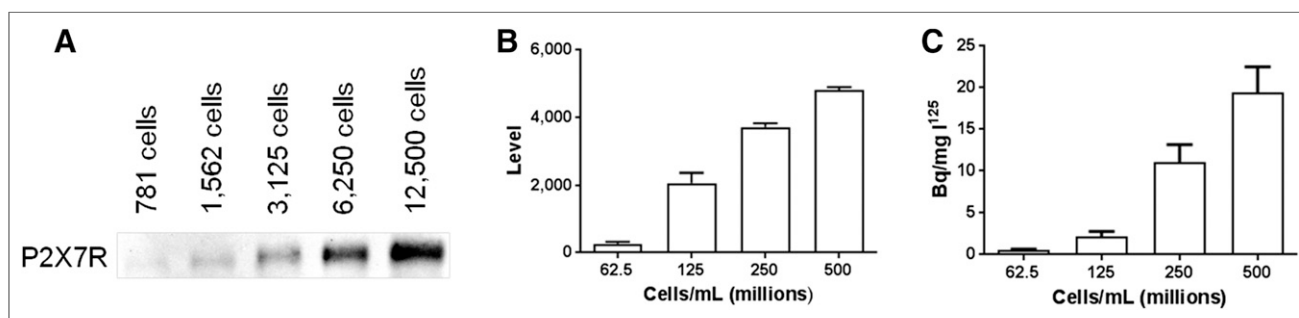 A
781 cells
1,562 cells
3,125 cells
6,250 cells
12,500 cells
P2X7R
B
6,000
4,000
2,000
0
Level
62.5 125 250 500
Cells/mL (millions)
C
25
20
15
10
5
0
Bq/mg I¹²⁵
62.5 125 250 500
Cells/mL (millions)